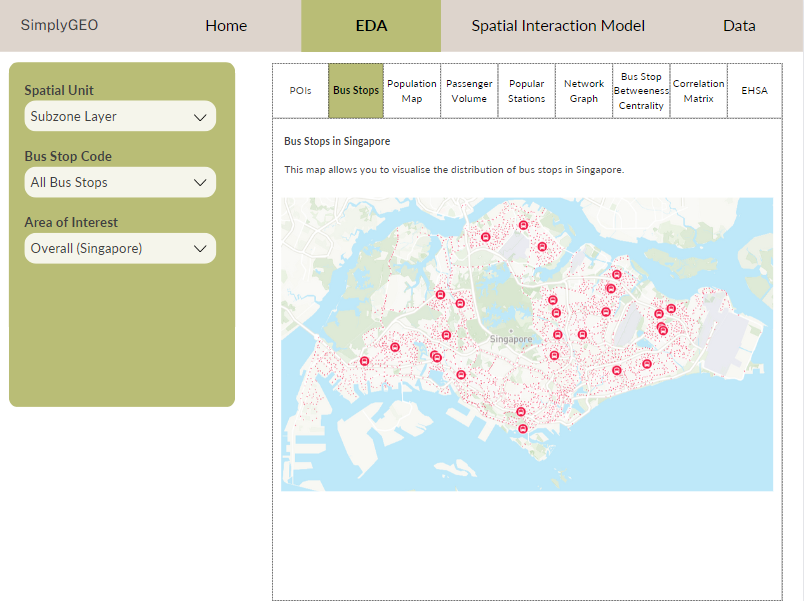 SimplyGEO
Home
EDA
Spatial Interaction Model
Data
Spatial Unit
Subzone Layer
Bus Stop Code
All Bus Stops
Area of Interest
Overall (Singapore)
POIs
Bus Stops
Population
Map
Passenger
Volume
Popular
Stations
Network
Graph
Bus Stop
Betweeness
Centrality
Correlation
Matrix
EHSA
Bus Stops in Singapore
This map allows you to visualise the distribution of bus stops in Singapore.
Singapore